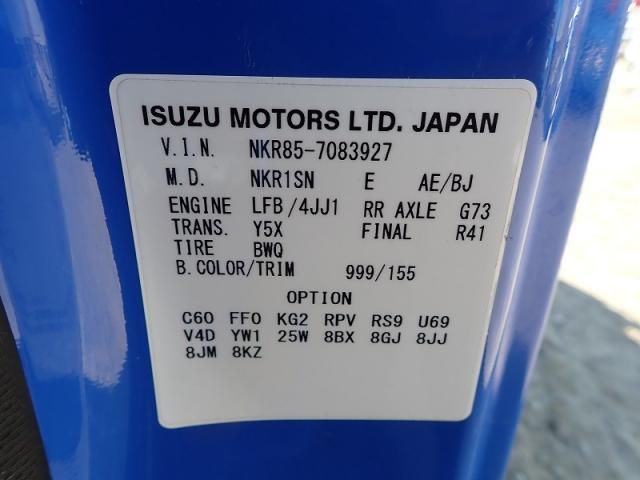 ISUZU MOTORS LTD. JAPAN
V.I.N. NKR85-7083927
M.D. NKR1SN E AE/BJ
ENGINE LFB/4JJ1 RR AXLE G73
TRANS. Y5X FINAL R41
TIRE BWQ
B.COLOR/TRIM 999/155
OPTION
C60 FF0 KG2 RPV RS9 U69
V4D YW1 25W 8BX 8GJ 8JJ
8JM 8KZ